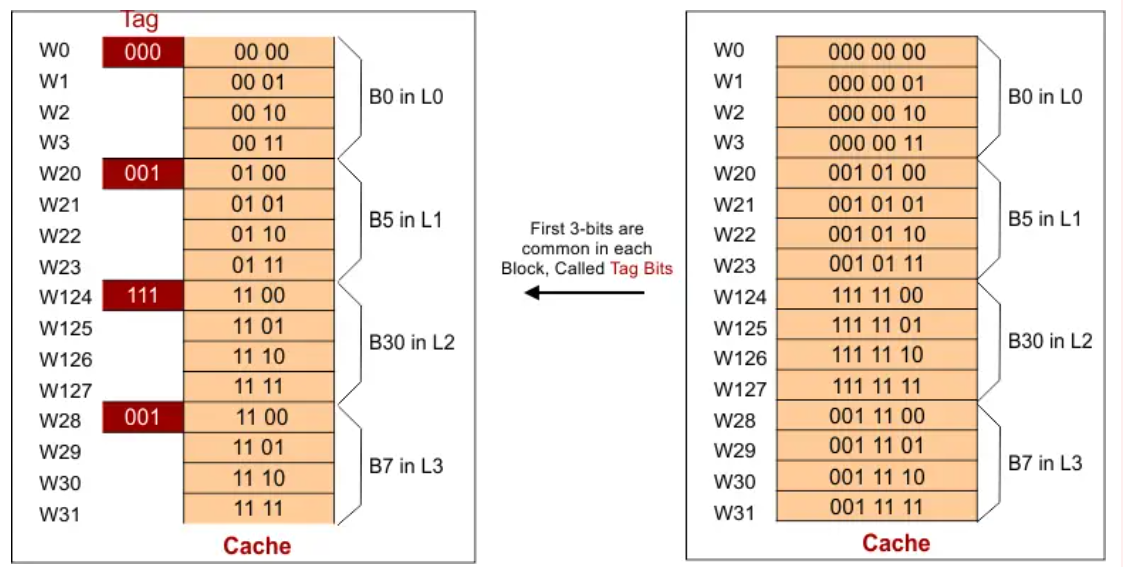 Tag
W0 000 00 00
W1 00 01
W2 00 10
W3 00 11
B0 in L0
W20 001 01 00
W21 01 01
W22 01 10
W23 01 11
B5 in L1
W124 111 11 00
W125 11 01
W126 11 10
W127 11 11
B30 in L2
W28 001 11 00
W29 11 01
W30 11 10
W31 11 11
B7 in L3
Cache
First 3-bits are
common in each
Block, Called Tag Bits
W0 000 00 00
W1 000 00 01
W2 000 00 10
W3 000 00 11
B0 in L0
W20 001 01 00
W21 001 01 01
W22 001 01 10
W23 001 01 11
B5 in L1
W124 111 11 00
W125 111 11 01
W126 111 11 10
W127 111 11 11
B30 in L2
W28 001 11 00
W29 001 11 01
W30 001 11 10
W31 001 11 11
B7 in L3
Cache